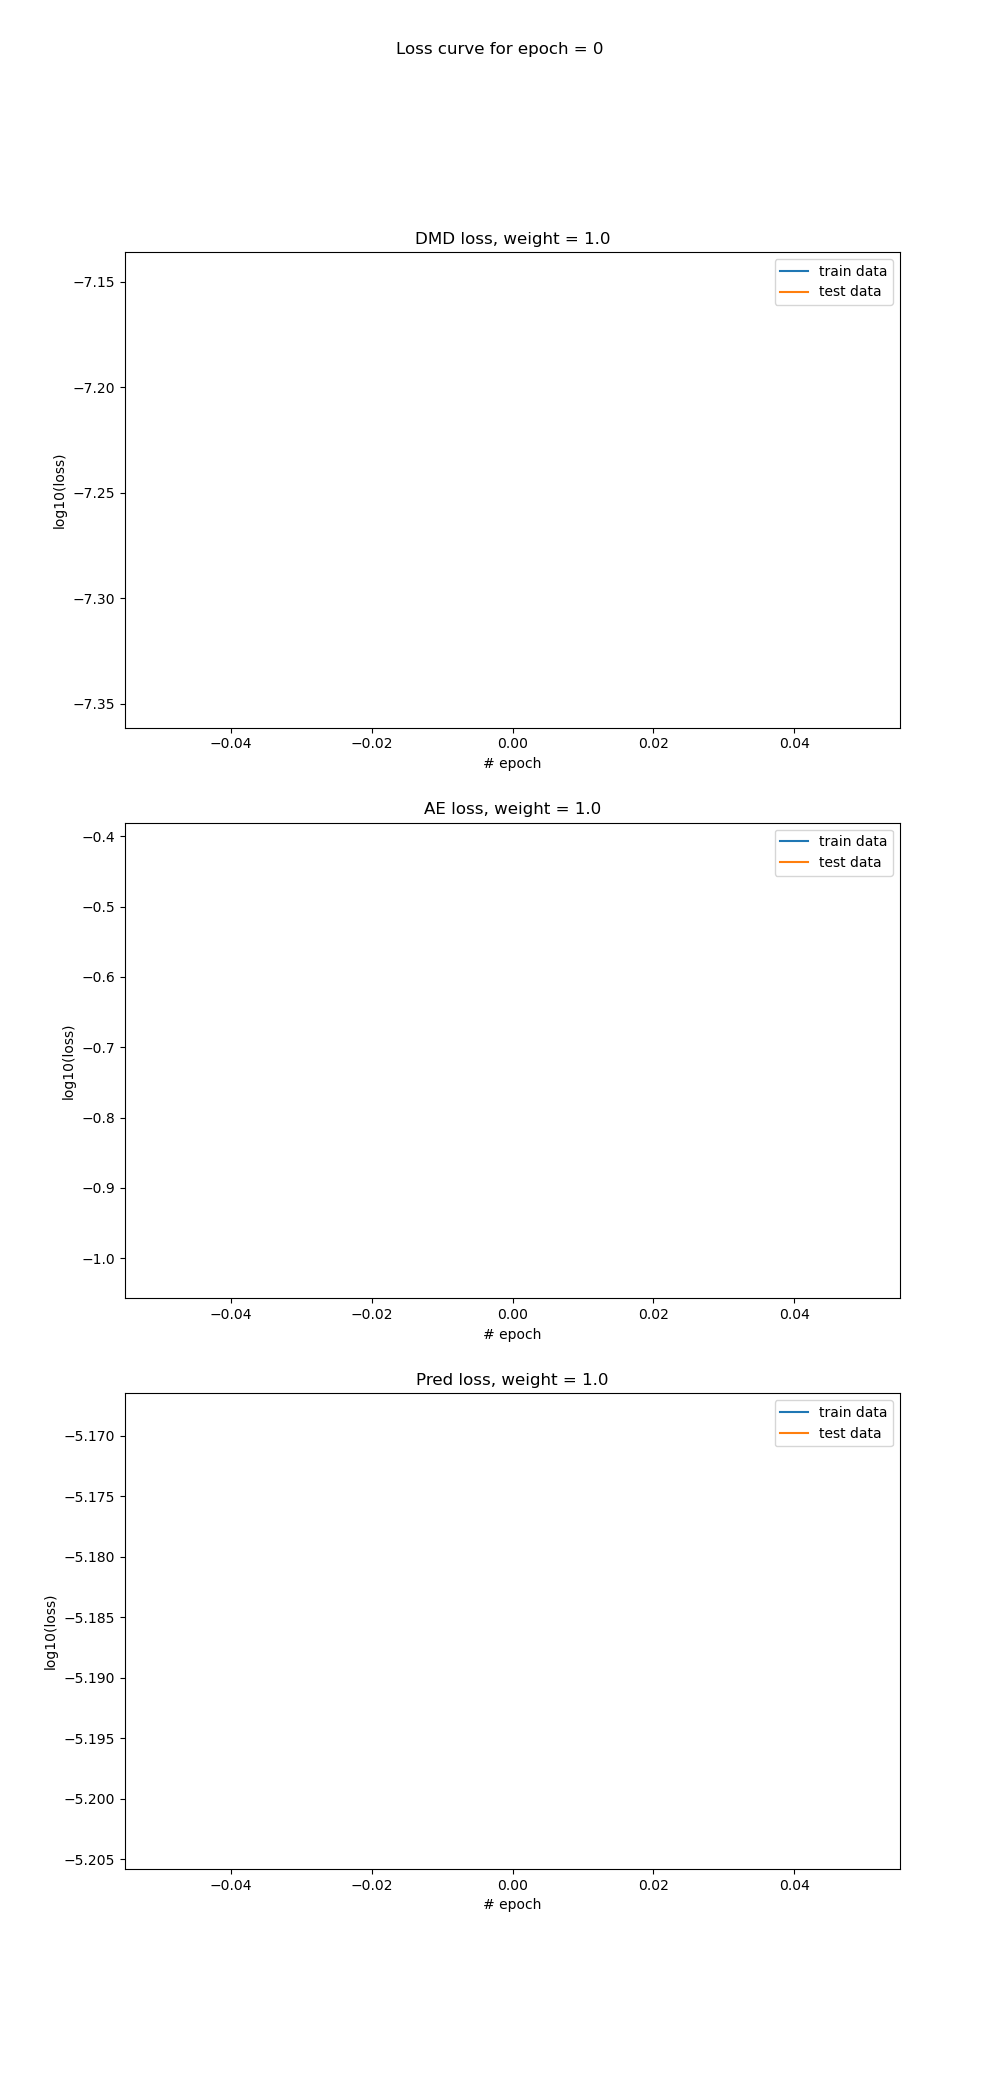 Loss curve for epoch = 0
DMD loss, weight = 1.0
train data
test data
−7.15
−7.20
−7.25
−7.30
−7.35
log10(loss)
−0.04 −0.02 0.00 0.02 0.04
# epoch
AE loss, weight = 1.0
train data
test data
−0.4
−0.5
−0.6
−0.7
−0.8
−0.9
−1.0
log10(loss)
−0.04 −0.02 0.00 0.02 0.04
# epoch
Pred loss, weight = 1.0
train data
test data
−5.170
−5.175
−5.180
−5.185
−5.190
−5.195
−5.200
−5.205
log10(loss)
−0.04 −0.02 0.00 0.02 0.04
# epoch